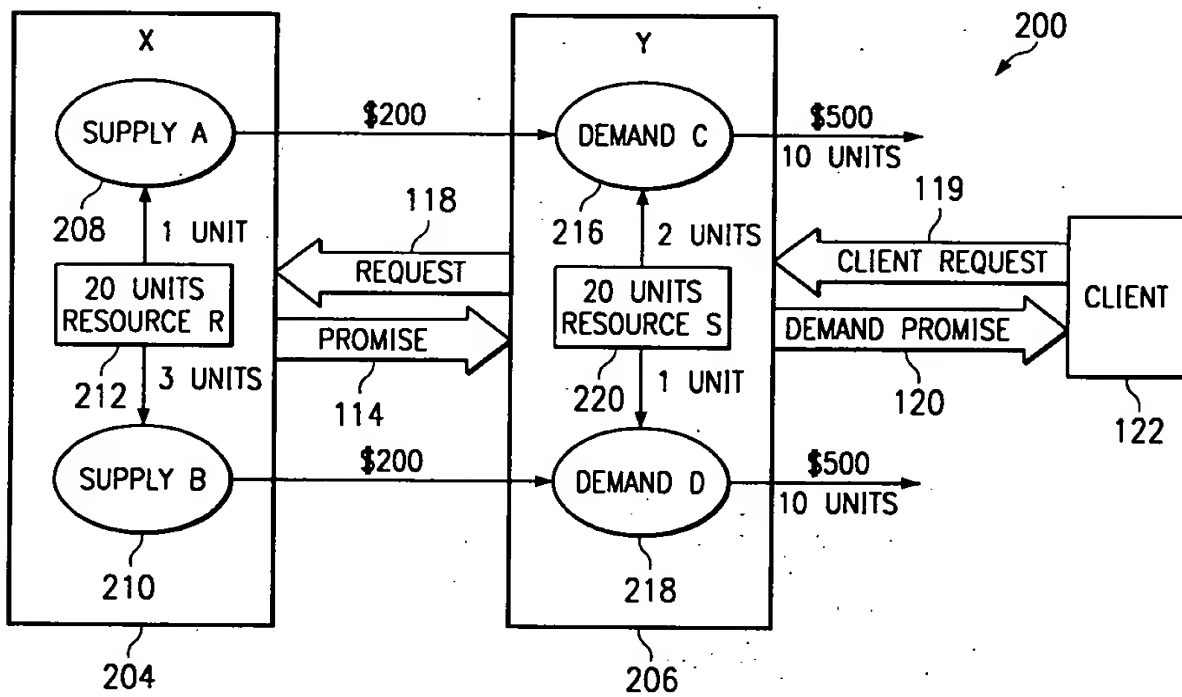 200
X
Y
SUPPLY A
$200
DEMAND C
$500
10 UNITS
208
1 UNIT
118
216
2 UNITS
119
REQUEST
CLIENT REQUEST
20 UNITS
RESOURCE R
20 UNITS
RESOURCE S
CLIENT
PROMISE
DEMAND PROMISE
212
3 UNITS
114
220
1 UNIT
120
122
SUPPLY B
$200
DEMAND D
$500
10 UNITS
210
218
204
206